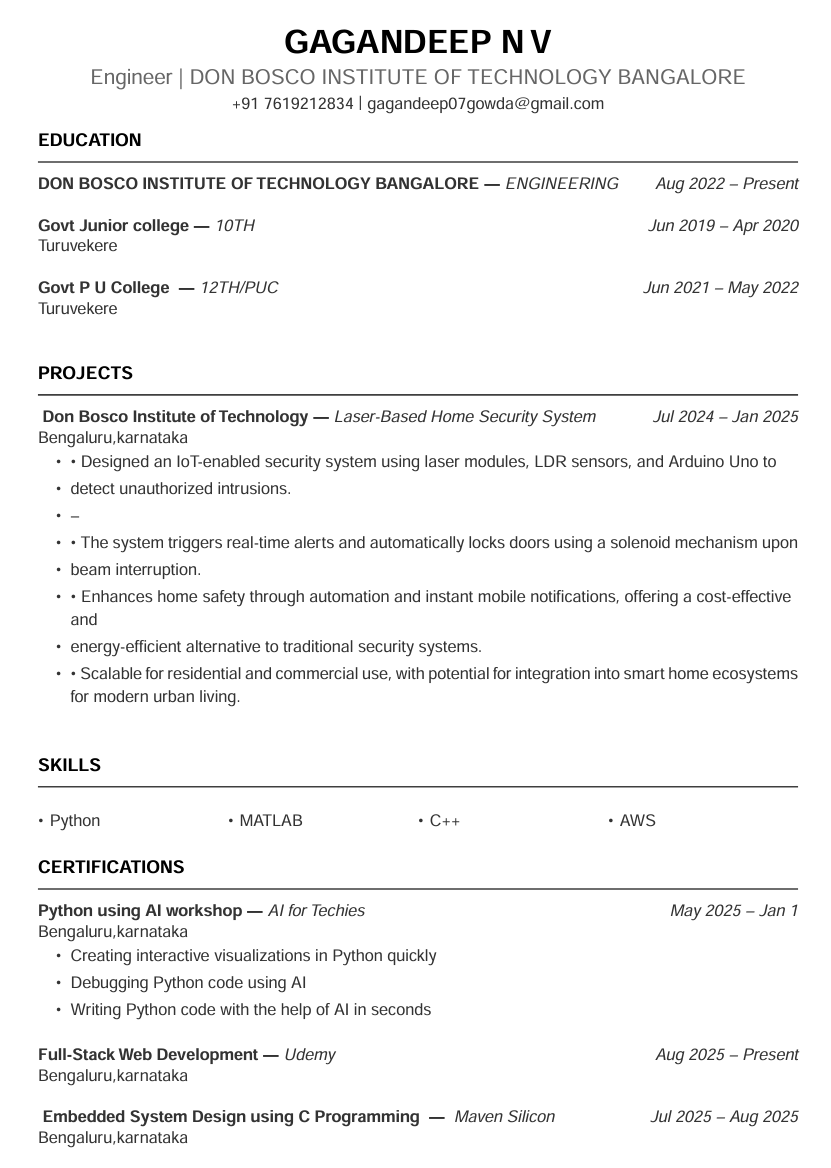 GAGANDEEP N V
Engineer | DON BOSCO INSTITUTE OF TECHNOLOGY BANGALORE
+91 7619212834 | gagandeep07gowda@gmail.com
EDUCATION
DON BOSCO INSTITUTE OF TECHNOLOGY BANGALORE — ENGINEERING Aug 2022 – Present
Govt Junior college — 10TH Jun 2019 – Apr 2020
Turuvekere
Govt P U College — 12TH/PUC Jun 2021 – May 2022
Turuvekere
PROJECTS
Don Bosco Institute of Technology — Laser-Based Home Security System Jul 2024 – Jan 2025
Bengaluru,karnataka
• • Designed an IoT-enabled security system using laser modules, LDR sensors, and Arduino Uno to
• detect unauthorized intrusions.
• –
• • The system triggers real-time alerts and automatically locks doors using a solenoid mechanism upon
• beam interruption.
• • Enhances home safety through automation and instant mobile notifications, offering a cost-effective
and
• energy-efficient alternative to traditional security systems.
• • Scalable for residential and commercial use, with potential for integration into smart home ecosystems
for modern urban living.
SKILLS
• Python • MATLAB • C++ • AWS
CERTIFICATIONS
Python using AI workshop — AI for Techies May 2025 – Jan 1
Bengaluru,karnataka
• Creating interactive visualizations in Python quickly
• Debugging Python code using AI
• Writing Python code with the help of AI in seconds
Full-Stack Web Development — Udemy Aug 2025 – Present
Bengaluru,karnataka
Embedded System Design using C Programming — Maven Silicon Jul 2025 – Aug 2025
Bengaluru,karnataka